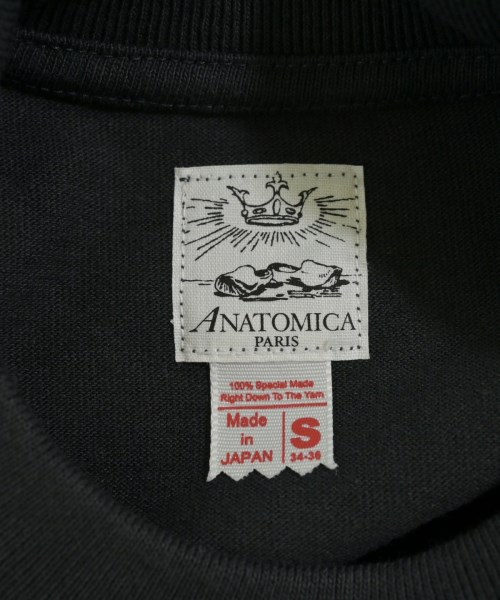 ANATOMICA
PARIS
100% Special Made
Right Down To The Yarn
Made
in
JAPAN
S
34-36